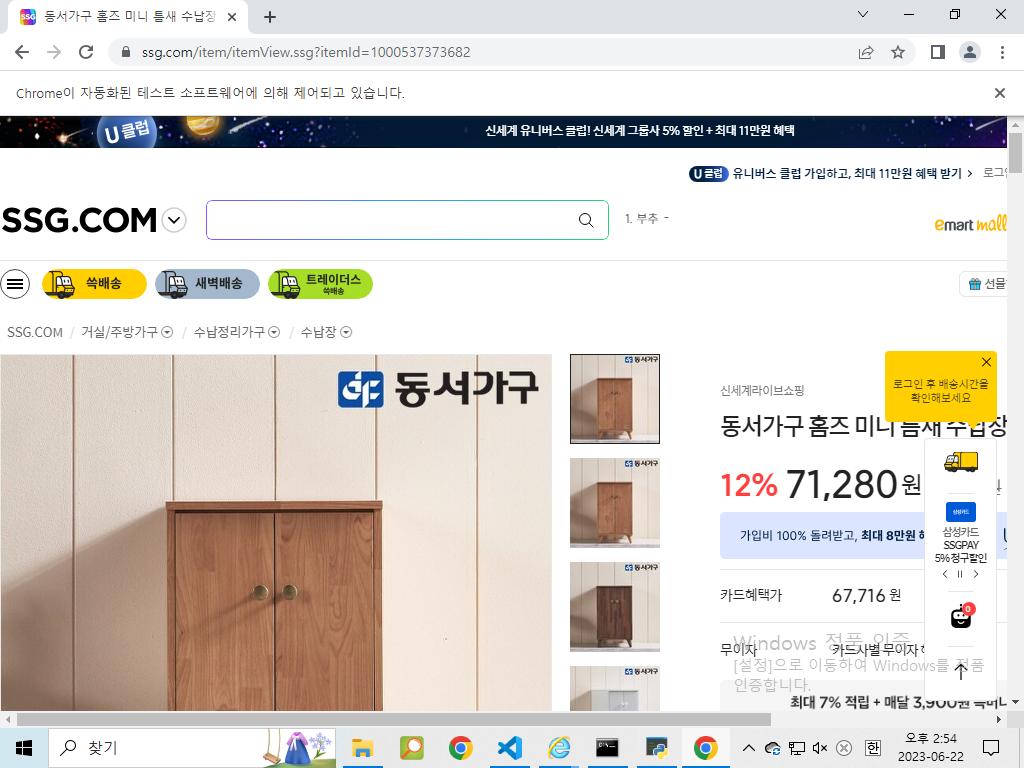 동서가구 홈즈 미니 틈새 수납장
ssg.com/item/itemView.ssg?itemId=1000537373682
Chrome이 자동화된 테스트 소프트웨어에 의해 제어되고 있습니다.
U 클럽
신세계 유니버스 클럽! 신세계 그룹사 5% 할인 + 최대 11만원 혜택
U 클럽 유니버스 클럽 가입하고, 최대 11만원 혜택 받기 >
SSG.COM
1. 부추 -
emart mall
쓱배송
새벽배송
트레이더스
쓱배송
선물
SSG.COM / 거실/주방가구 / 수납정리가구 / 수납장
동서가구
동서가구
동서가구
동서가구
동서가구
로그인 후 배송시간을
확인해보세요
신세계라이브쇼핑
동서가구 홈즈 미니 틈새 수납장
12% 71,280원
가입비 100% 돌려받고, 최대 8만원
삼성카드
삼성카드
SSGPAY
5% 청구할인
카드혜택가 67,716 원
0
무이자 카드사별 무이자
Windows 정품 인증
[설정]으로 이동하여 Windows를 정품
인증합니다.
최대 7% 적립 + 매달 3,900원
찾기
한
오후 2:54
2023-06-22